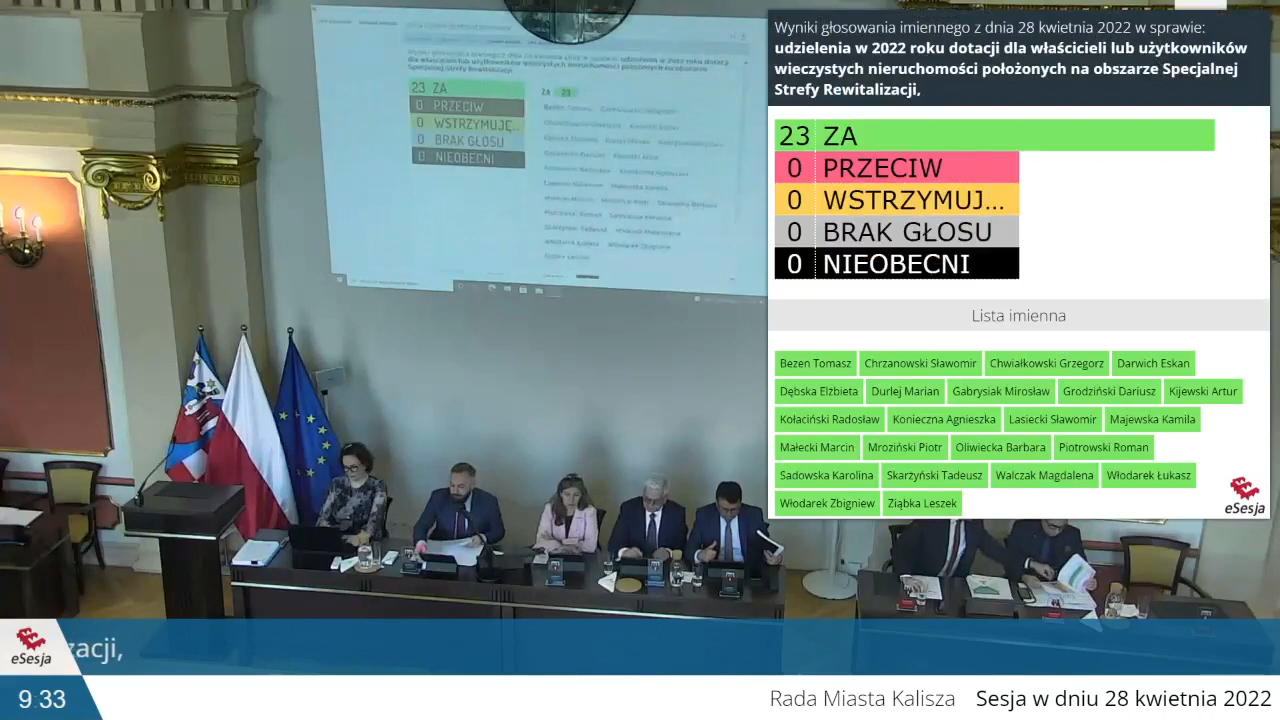 Wyniki głosowania imiennego z dnia 28 kwietnia 2022 w sprawie:
udzielenia w 2022 roku dotacji dla właścicieli lub użytkowników
wieczystych nieruchomości położonych na obszarze Specjalnej
Strefy Rewitalizacji,
23 ZA
0 PRZECIW
0 WSTRZYMUJ...
0 BRAK GŁOSU
0 NIEOBECNI
Lista imienna
Bezen Tomasz Chrzanowski Sławomir Chwiałkowski Grzegorz Darwich Eskan
Dębska Elżbieta Durlej Marian Gabrysiak Mirosław Grodziński Dariusz Kijewski Artur
Kołaciński Radosław Konieczna Agnieszka Lasiecki Sławomir Majewska Kamila
Małecki Marcin Mroziński Piotr Oliwiecka Barbara Piotrowski Roman
Sadowska Karolina Skarżyński Tadeusz Walczak Magdalena Włodarek Łukasz
Włodarek Zbigniew Ziąbka Leszek
eSesja
23 ZA
0 PRZECIW
0 WSTRZYMUJĘ...
0 BRAK GŁOSU
0 NIEOBECNI
ZA 23
eSesja
zacji,
9:33
Rada Miasta Kalisza Sesja w dniu 28 kwietnia 2022